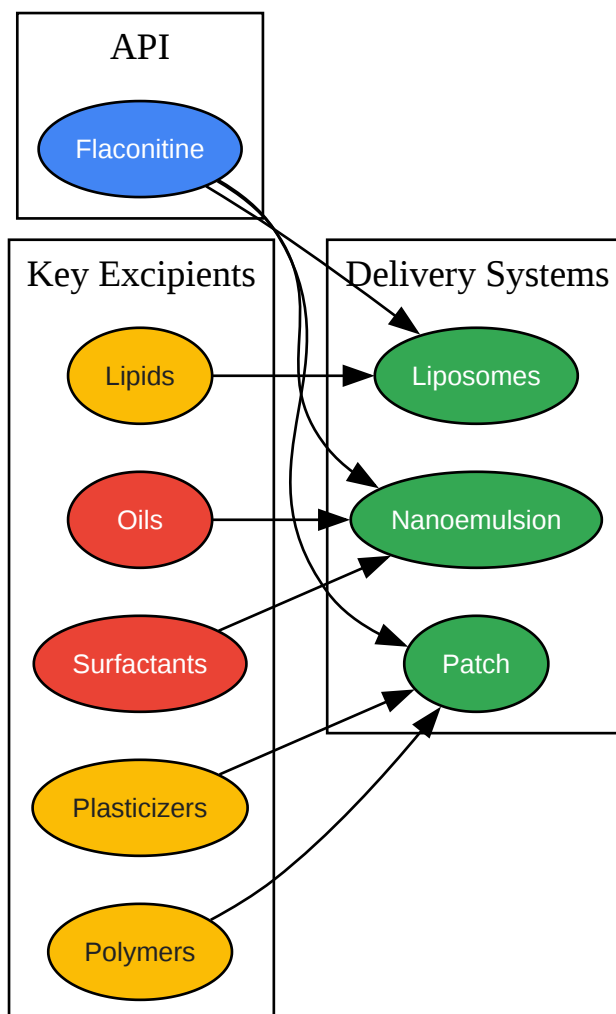 API
Flaconitine
Key Excipients
Lipids
Oils
Surfactants
Plasticizers
Polymers
Delivery Systems
Liposomes
Nanoemulsion
Patch